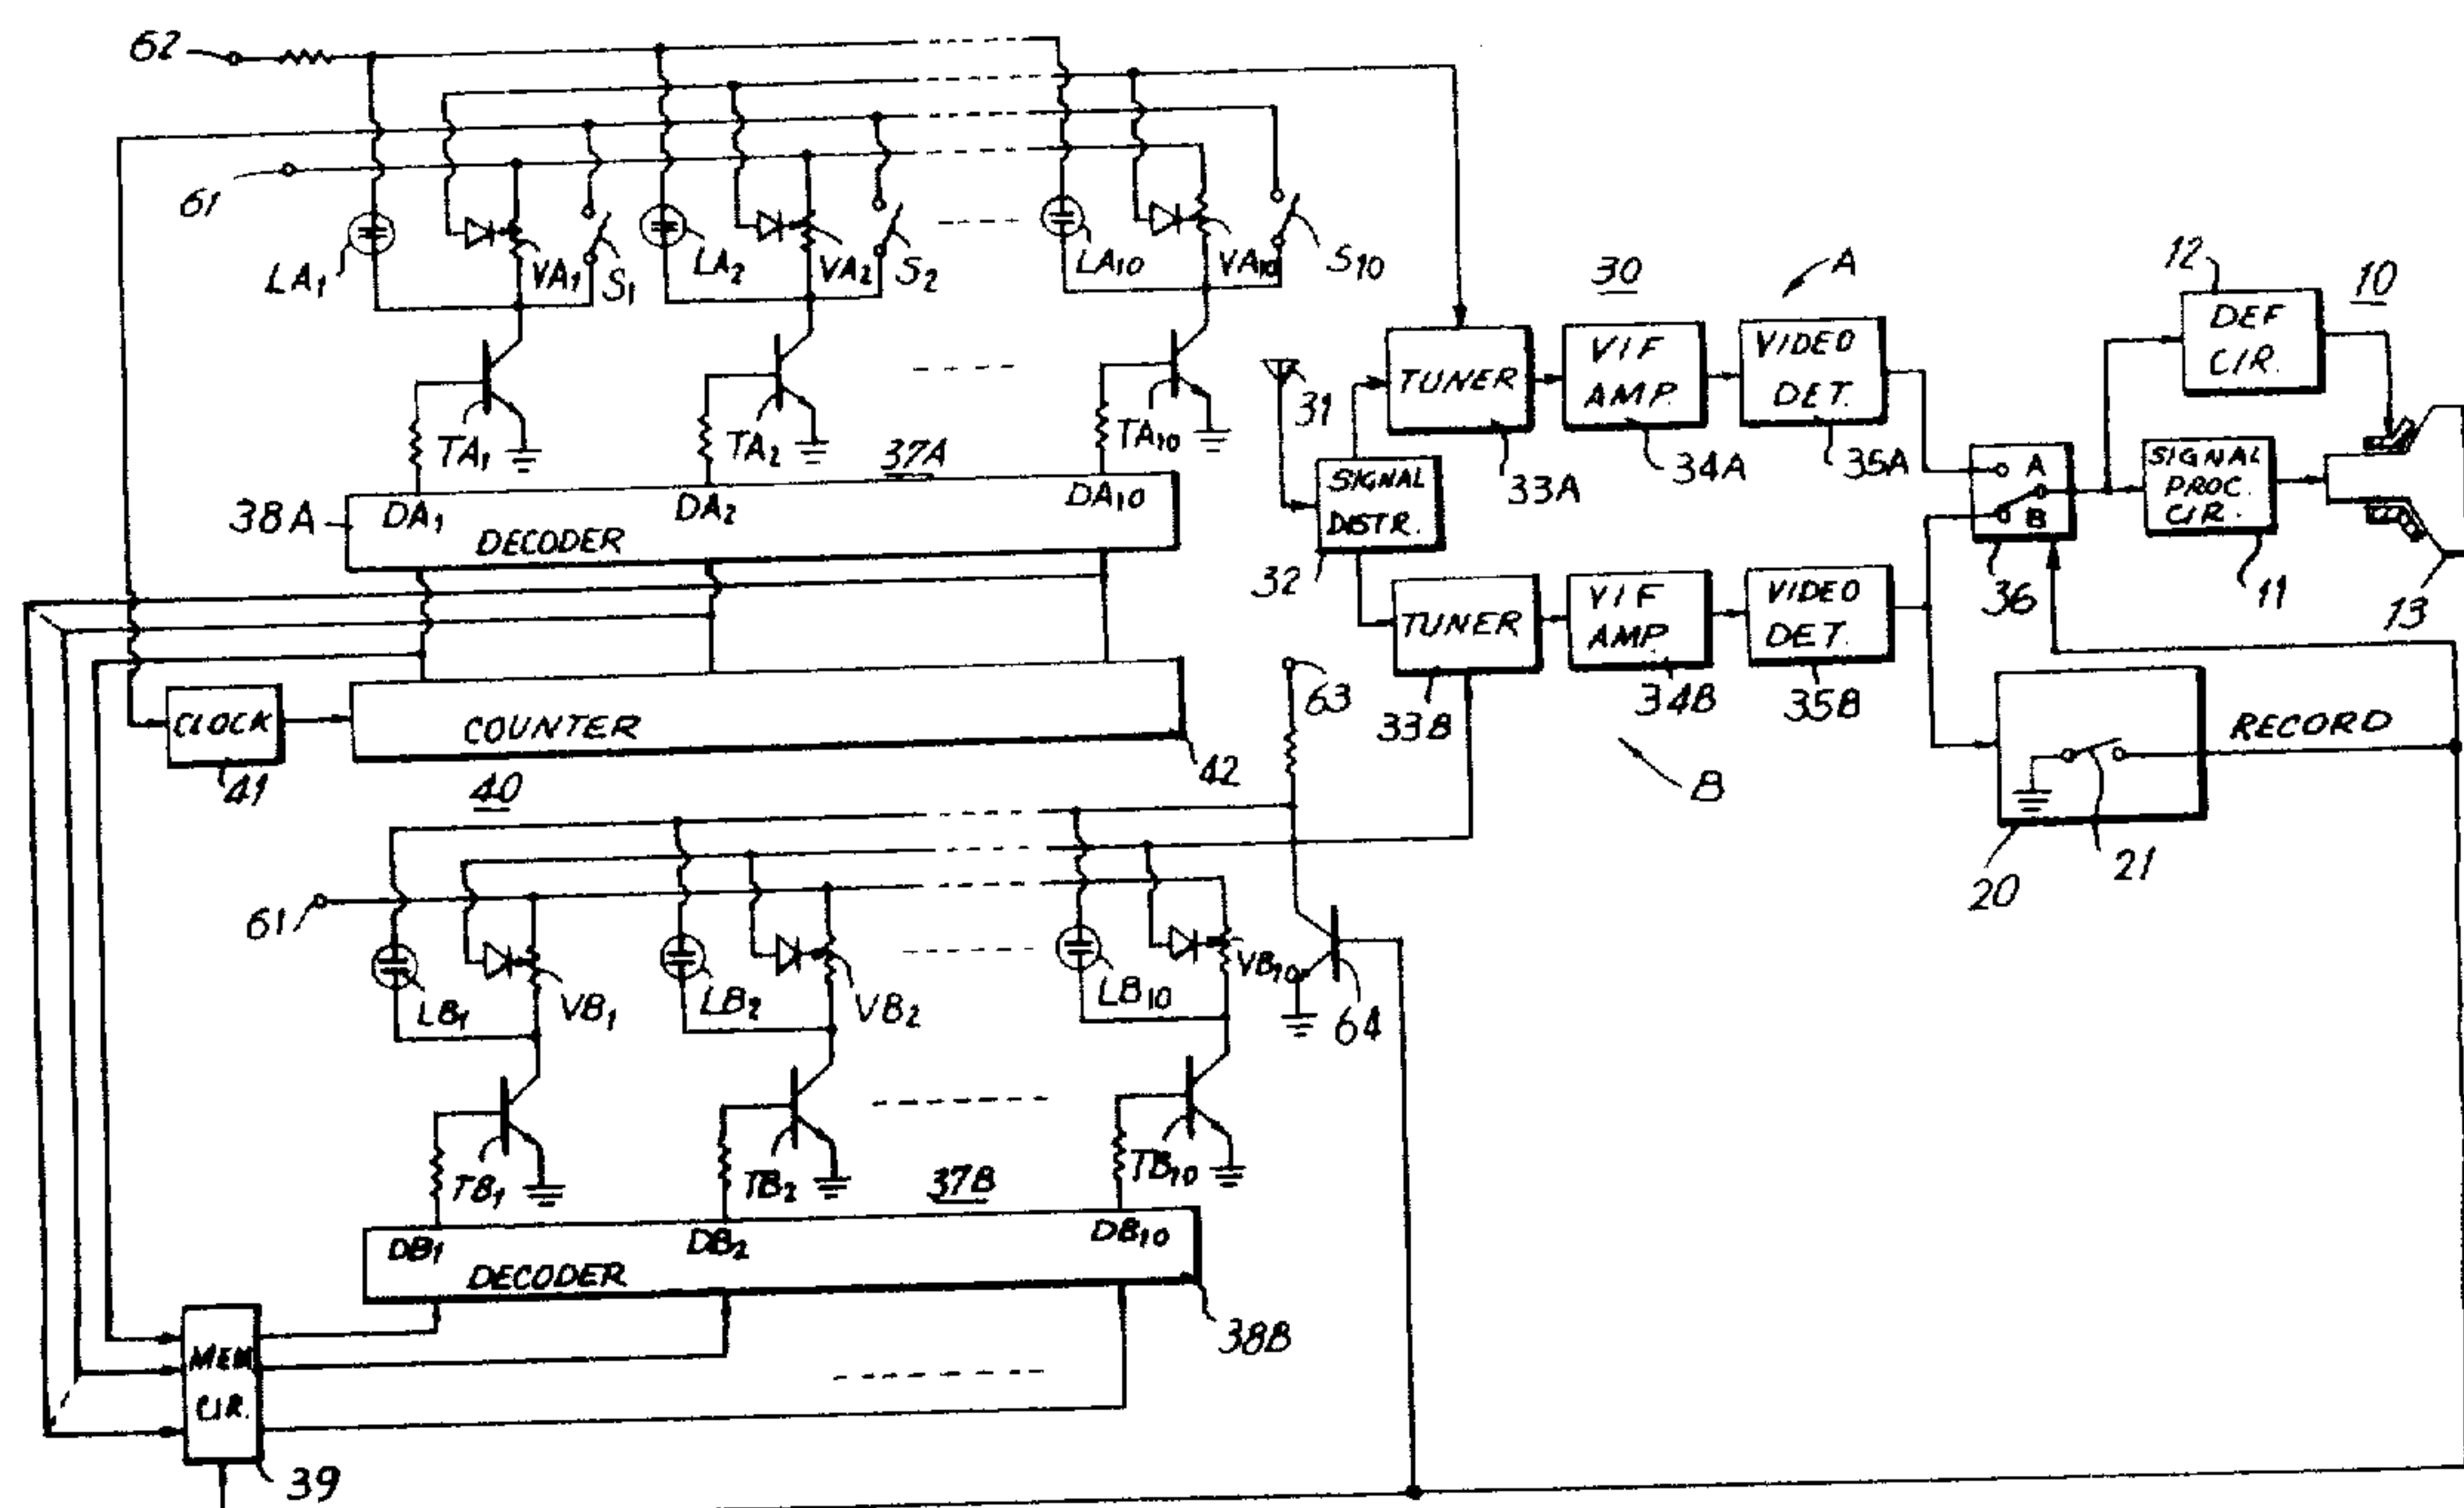 62
61
LA1
VA1
S1
LA2
VA2
S2
LA10
VA10
S10
TA1
TA2
TA10
37A
38A
DA1
DA2
DA10
DECODER
CLOCK
41
COUNTER
42
40
31
SIGNAL
DISTR.
32
TUNER
33A
30
VIF
AMP.
34A
A
VIDEO
DET.
35A
TUNER
33B
VIF
AMP.
34B
VIDEO
DET.
35B
B
A
B
36
12
DEF
CIR.
10
SIGNAL
PROC.
CIR.
11
13
RECORD
20
21
63
64
61
LB1
VB1
LB2
VB2
LB10
VB10
TB1
TB2
TB10
37B
DB1
DB2
DB10
DECODER
38B
MEM
CIR.
39